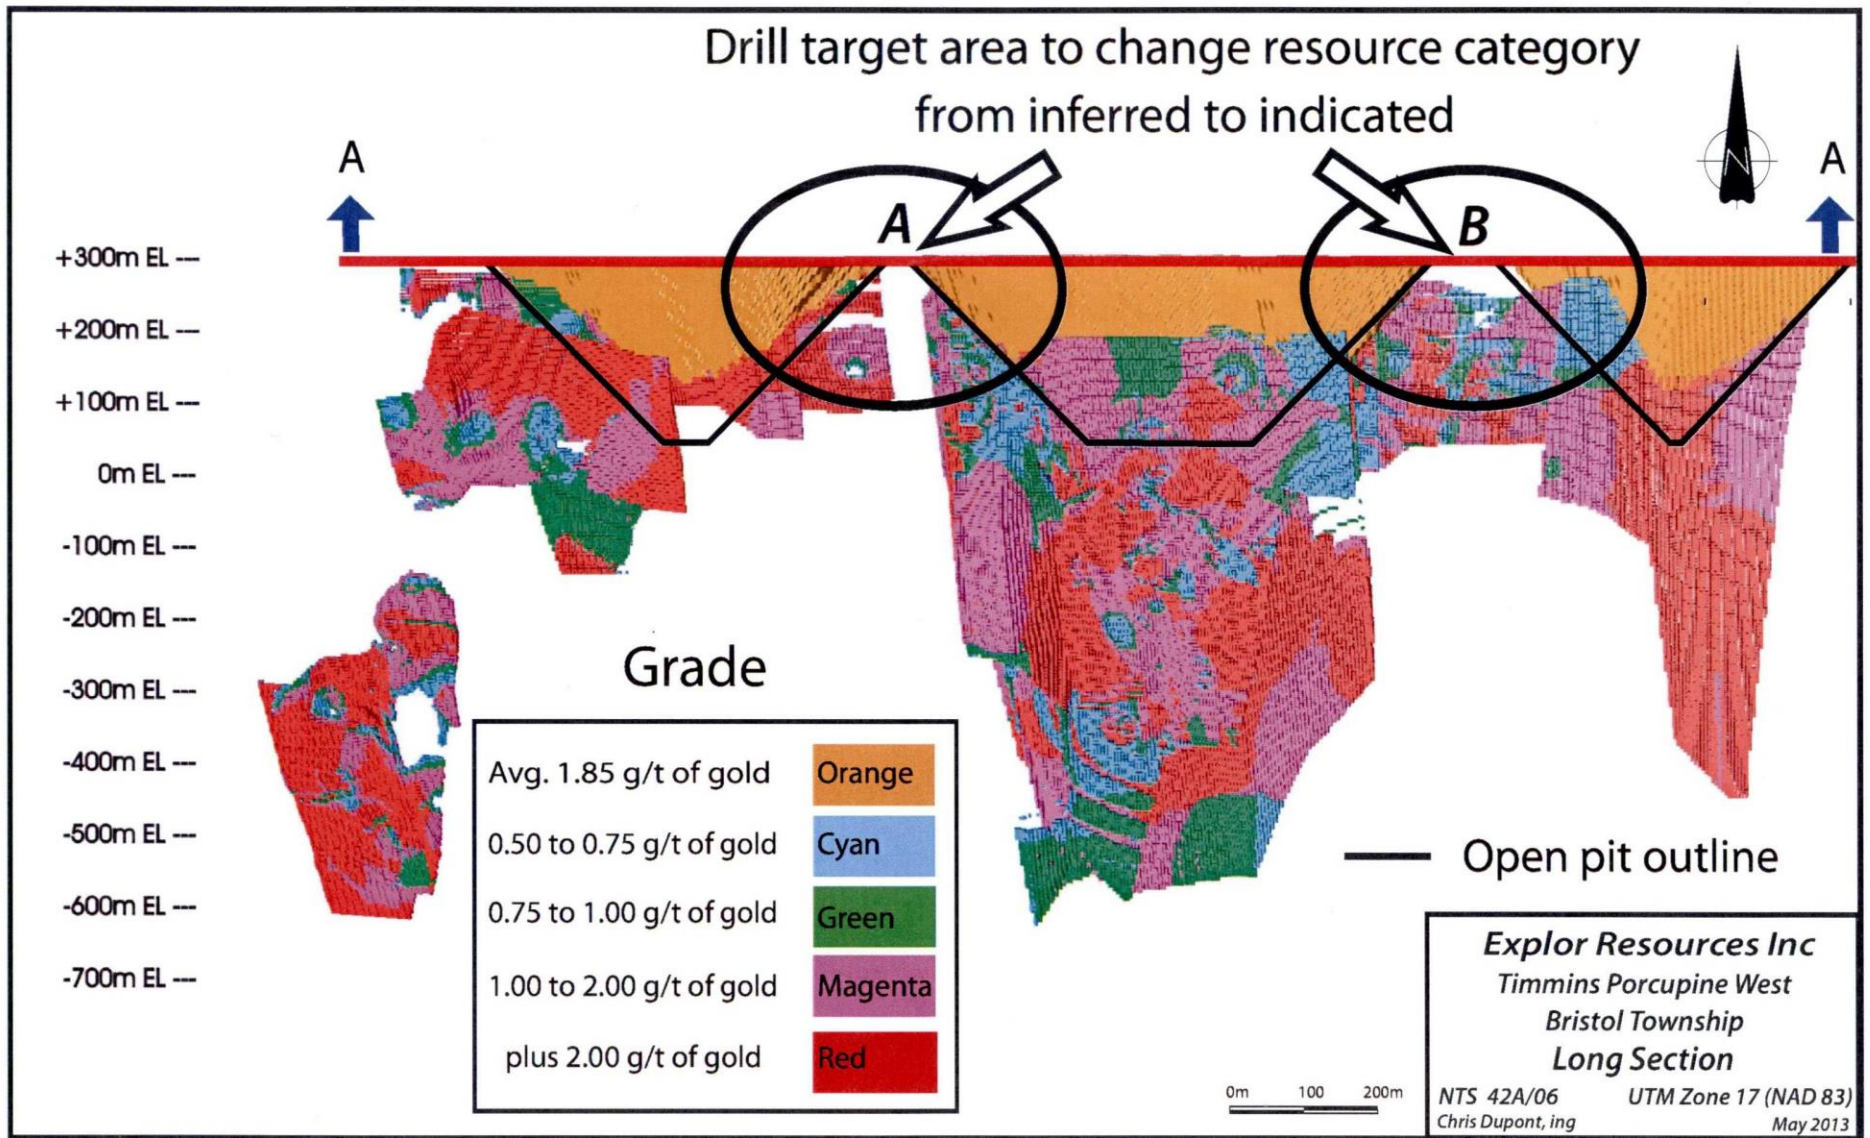 Drill target area to change resource category
from inferred to indicated
N
A
A
A
B
+300m EL ---
+200m EL ---
+100m EL ---
0m EL ---
-100m EL ---
-200m EL ---
-300m EL ---
-400m EL ---
-500m EL ---
-600m EL ---
-700m EL ---
Grade
Avg. 1.85 g/t of gold Orange
0.50 to 0.75 g/t of gold Cyan
0.75 to 1.00 g/t of gold Green
1.00 to 2.00 g/t of gold Magenta
plus 2.00 g/t of gold Red
Open pit outline
0m 100 200m
Explor Resources Inc
Timmins Porcupine West
Bristol Township
Long Section
NTS 42A/06 UTM Zone 17 (NAD 83)
Chris Dupont, ing May 2013